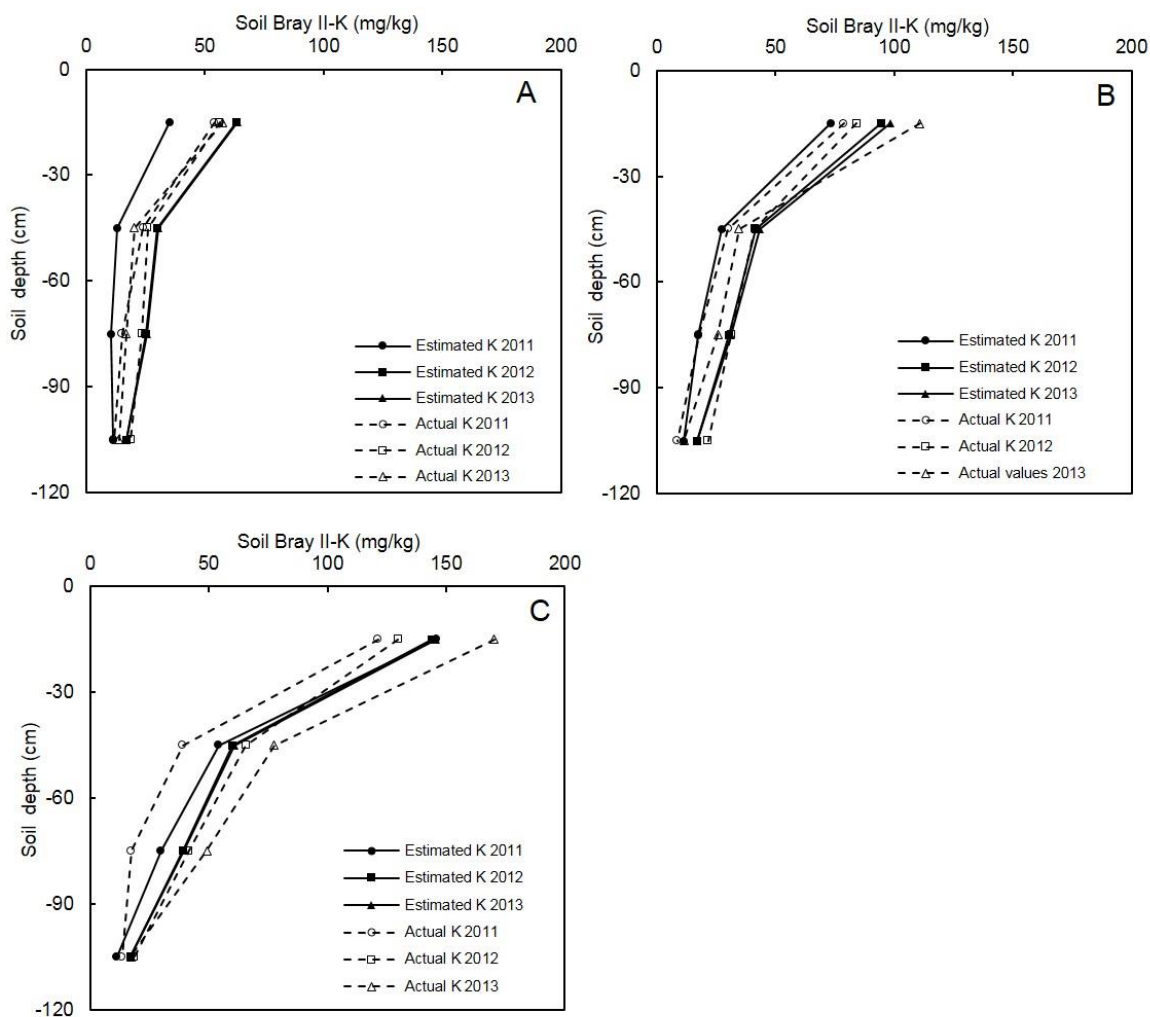 Soil Bray II-K (mg/kg)
0 50 100 150 200
A
0
-30
-60
-90
-120
Soil depth (cm)
Estimated K 2011
Estimated K 2012
Estimated K 2013
Actual K 2011
Actual K 2012
Actual K 2013
Soil Bray II-K (mg/kg)
0 50 100 150 200
B
0
-30
-60
-90
-120
Soil depth (cm)
Estimated K 2011
Estimated K 2012
Estimated K 2013
Actual K 2011
Actual K 2012
Actual values 2013
Soil Bray II-K (mg/kg)
0 50 100 150 200
C
0
-30
-60
-90
-120
Soil depth (cm)
Estimated K 2011
Estimated K 2012
Estimated K 2013
Actual K 2011
Actual K 2012
Actual K 2013